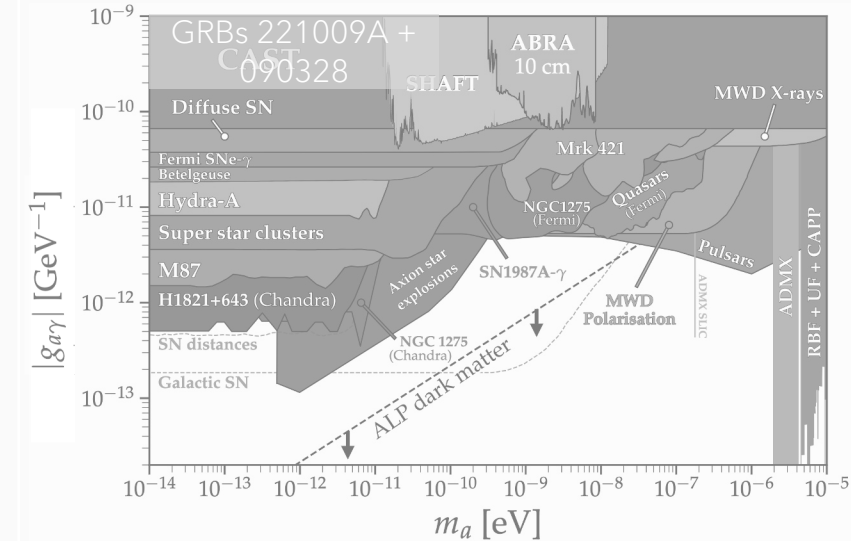 GRBs 221009A +
090328
CAST
SHAFT
ABRA
10 cm
Diffuse SN
MWD X-rays
Fermi SNe-γ
Betelgeuse
Mrk 421
Hydra-A
NGC1275
(Fermi)
Quasars
(Fermi)
Super star clusters
M87
Axion star
explosions
SN1987A-γ
Pulsars
MWD
Polarisation
ADMX SLIC
ADMX
RBF + UF + CAPP
H1821+643 (Chandra)
NGC 1275
(Chandra)
SN distances
Galactic SN
ALP dark matter
|g_{aγ}| [GeV⁻¹]
10⁻⁹
10⁻¹⁰
10⁻¹¹
10⁻¹²
10⁻¹³
10⁻¹⁴ 10⁻¹³ 10⁻¹² 10⁻¹¹ 10⁻¹⁰ 10⁻⁹ 10⁻⁸ 10⁻⁷ 10⁻⁶ 10⁻⁵
mₐ [eV]